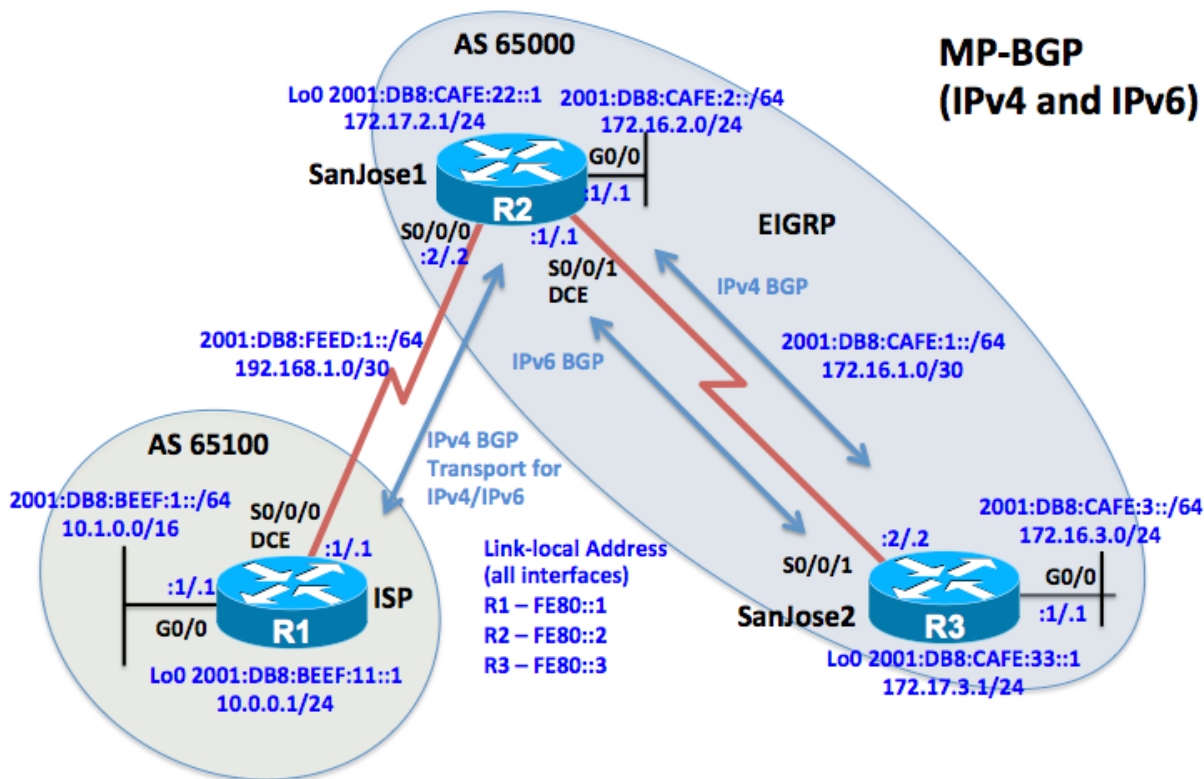 AS 65000
MP-BGP
(IPv4 and IPv6)
Lo0 2001:DB8:CAFE:22::1
172.17.2.1/24
2001:DB8:CAFE:2::/64
172.16.2.0/24
G0/0
SanJose1
:1/.1
R2
S0/0/0
:2/.2
:1/.1
EIGRP
S0/0/1
DCE
IPv4 BGP
2001:DB8:FEED:1::/64
192.168.1.0/30
IPv6 BGP
2001:DB8:CAFE:1::/64
172.16.1.0/30
AS 65100
IPv4 BGP
Transport for
IPv4/IPv6
2001:DB8:BEEF:1::/64
10.1.0.0/16
S0/0/0
DCE
:1/.1
2001:DB8:CAFE:3::/64
172.16.3.0/24
Link-local Address
(all interfaces)
R1 – FE80::1
R2 – FE80::2
R3 – FE80::3
:2/.2
S0/0/1
:1/.1
G0/0
ISP
R1
G0/0
:1/.1
SanJose2
R3
Lo0 2001:DB8:BEEF:11::1
10.0.0.1/24
Lo0 2001:DB8:CAFE:33::1
172.17.3.1/24